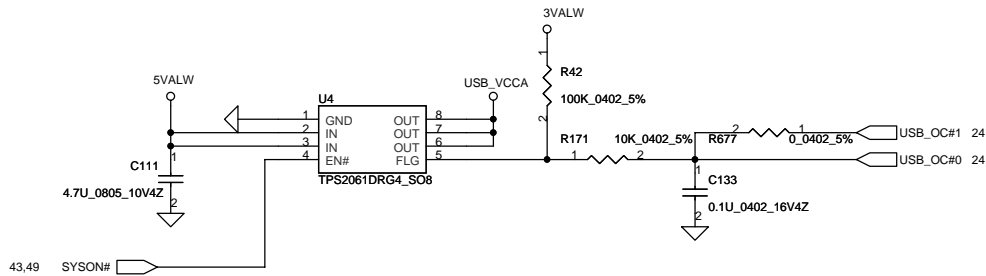 3VALW
1
R42
100K_0402_5%
2
5VALW
USB_VCCA
U4
1 GND OUT 8
2 IN OUT 7
3 IN OUT 6
4 EN# FLG 5
TPS2061DRG4_SO8
R171
1 2
10K_0402_5%
R677
2 1
0_0402_5%
USB_OC#1 24
USB_OC#0 24
C111
1
4.7U_0805_10V4Z
2
1
C133
0.1U_0402_16V4Z
2
43,49 SYSON#